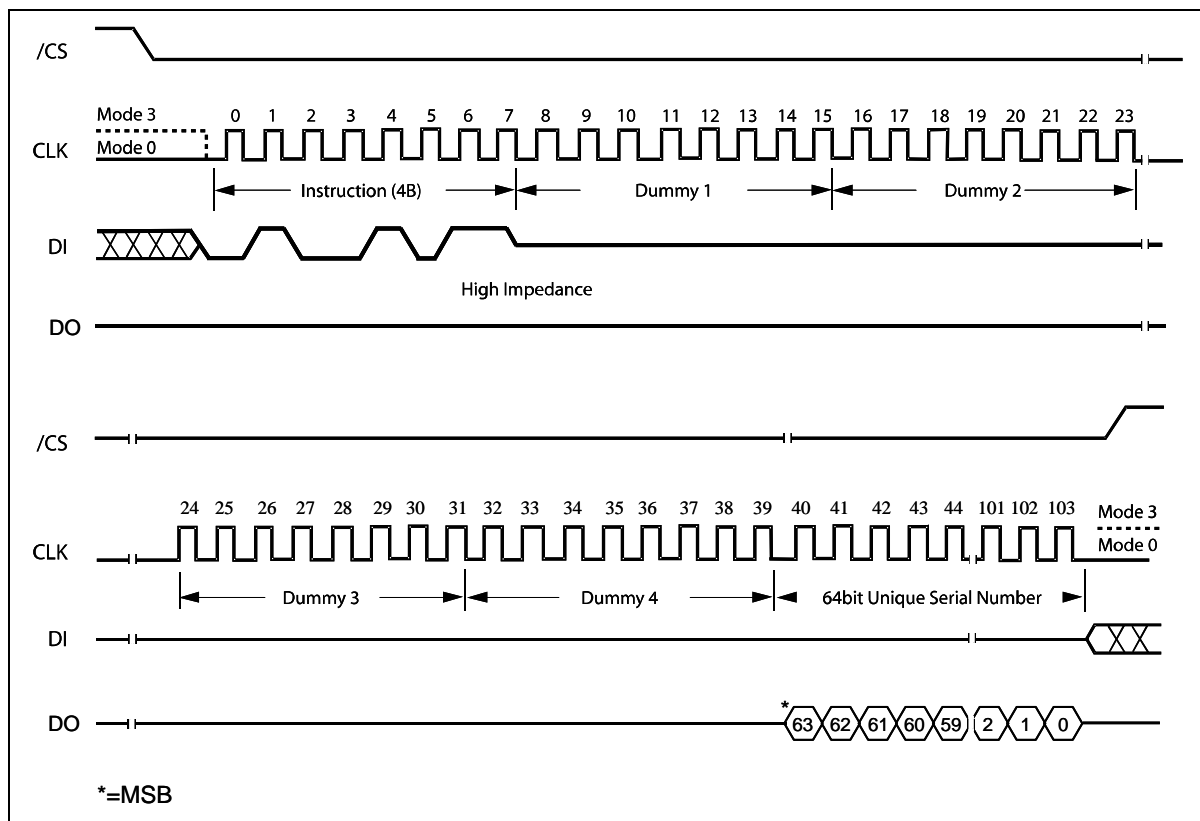 /CS
Mode 3
0 1 2 3 4 5 6 7 8 9 10 11 12 13 14 15 16 17 18 19 20 21 22 23
CLK
Mode 0
Instruction (4B) Dummy 1 Dummy 2
DI
High Impedance
DO
/CS
24 25 26 27 28 29 30 31 32 33 34 35 36 37 38 39 40 41 42 43 44 101 102 103
Mode 3
CLK
Mode 0
Dummy 3 Dummy 4 64bit Unique Serial Number
DI
*
DO 63 62 61 60 59 2 1 0
*=MSB